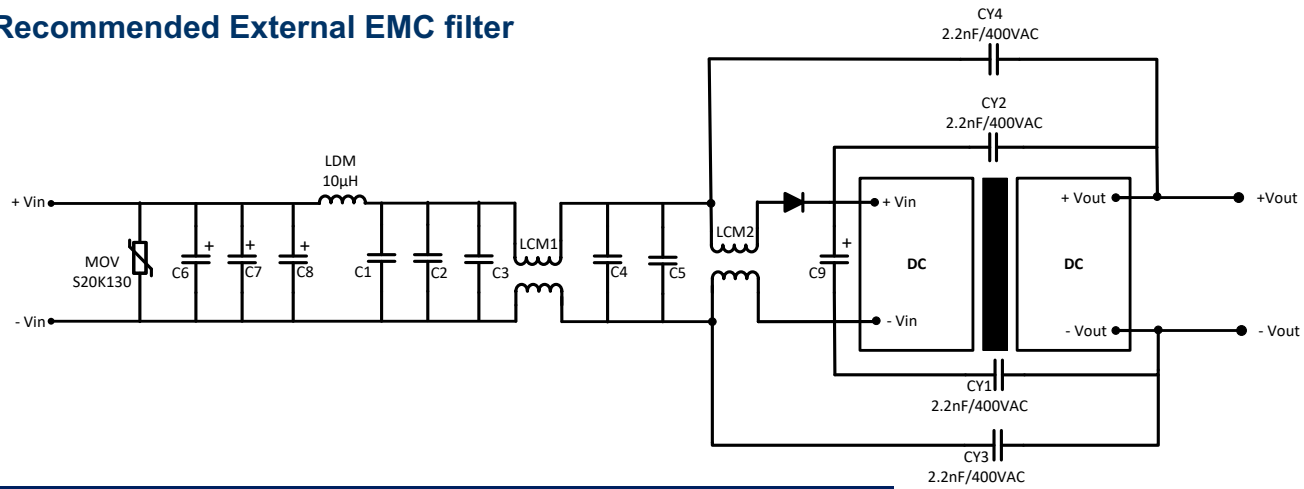 Recommended External EMC filter
CY4
2.2nF/400VAC
CY2
2.2nF/400VAC
LDM
10µH
+ Vin
+ Vin
+ Vout
+Vout
MOV
S20K130
+
C6
+
C7
+
C8
C1
C2
C3
LCM1
C4
C5
LCM2
+
C9
DC
DC
- Vin
- Vin
- Vout
- Vout
CY1
2.2nF/400VAC
CY3
2.2nF/400VAC